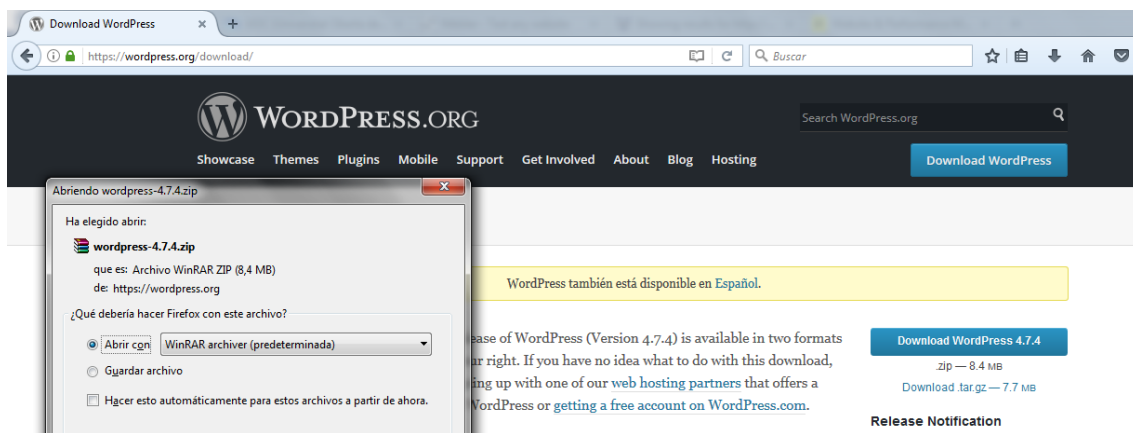 Download WordPress
https://wordpress.org/download/
Buscar
WORDPRESS.ORG
Search WordPress.org
Showcase Themes Plugins Mobile Support Get Involved About Blog Hosting
Download WordPress
Abriendo wordpress-4.7.4.zip
Ha elegido abrir:
wordpress-4.7.4.zip
que es: Archivo WinRAR ZIP (8,4 MB)
de: https://wordpress.org
¿Qué debería hacer Firefox con este archivo?
Abrir con WinRAR archiver (predeterminada)
Guardar archivo
Hacer esto automáticamente para estos archivos a partir de ahora.
WordPress también está disponible en Español.
of WordPress (Version 4.7.4) is available in two formats
right. If you have no idea what to do with this download,
up with one of our web hosting partners that offers a
WordPress or getting a free account on WordPress.com.
Download WordPress 4.7.4
.zip — 8.4 MB
Download .tar.gz — 7.7 MB
Release Notification